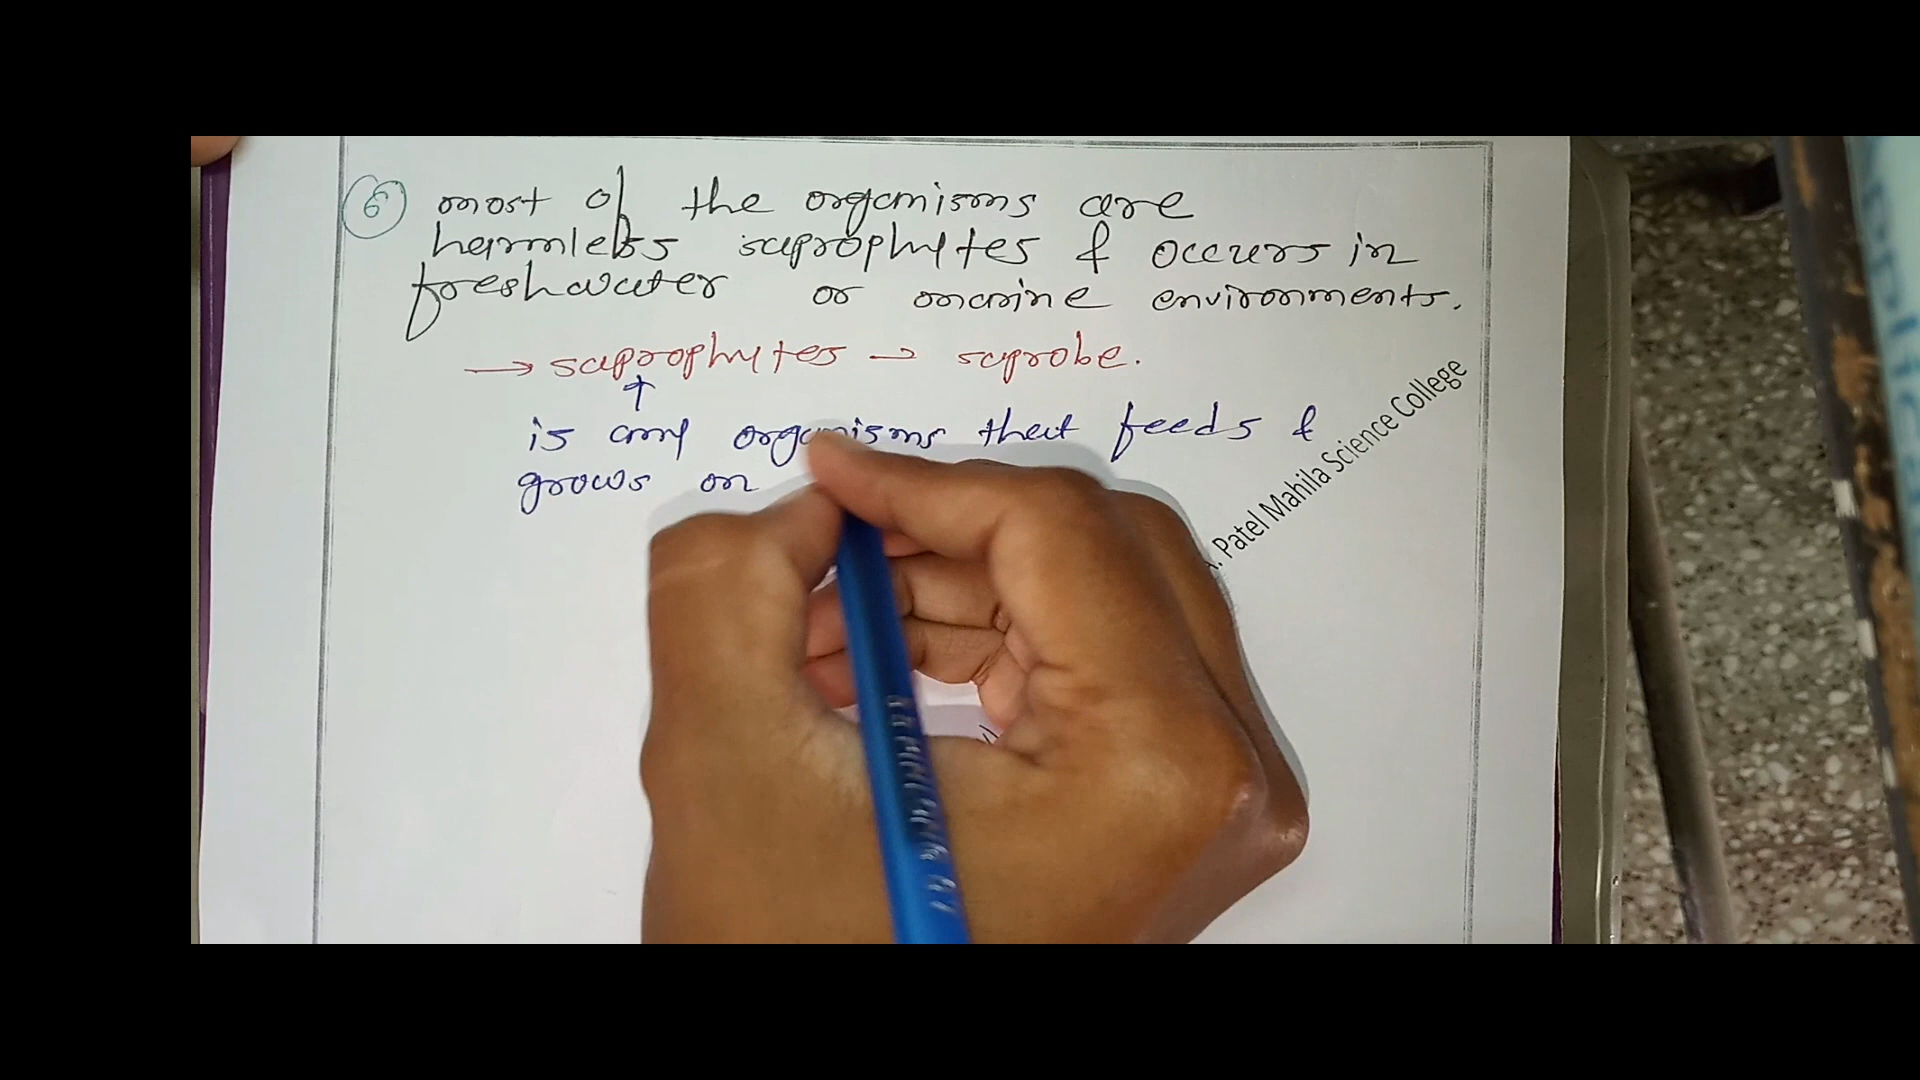 6 most of the organisms are
harmless saprophytes & occurs in
freshwater or marine environments.
→ saprophytes → saprobe.
↑
is any organisms that feeds &
grows on
Patel Mahila Science College